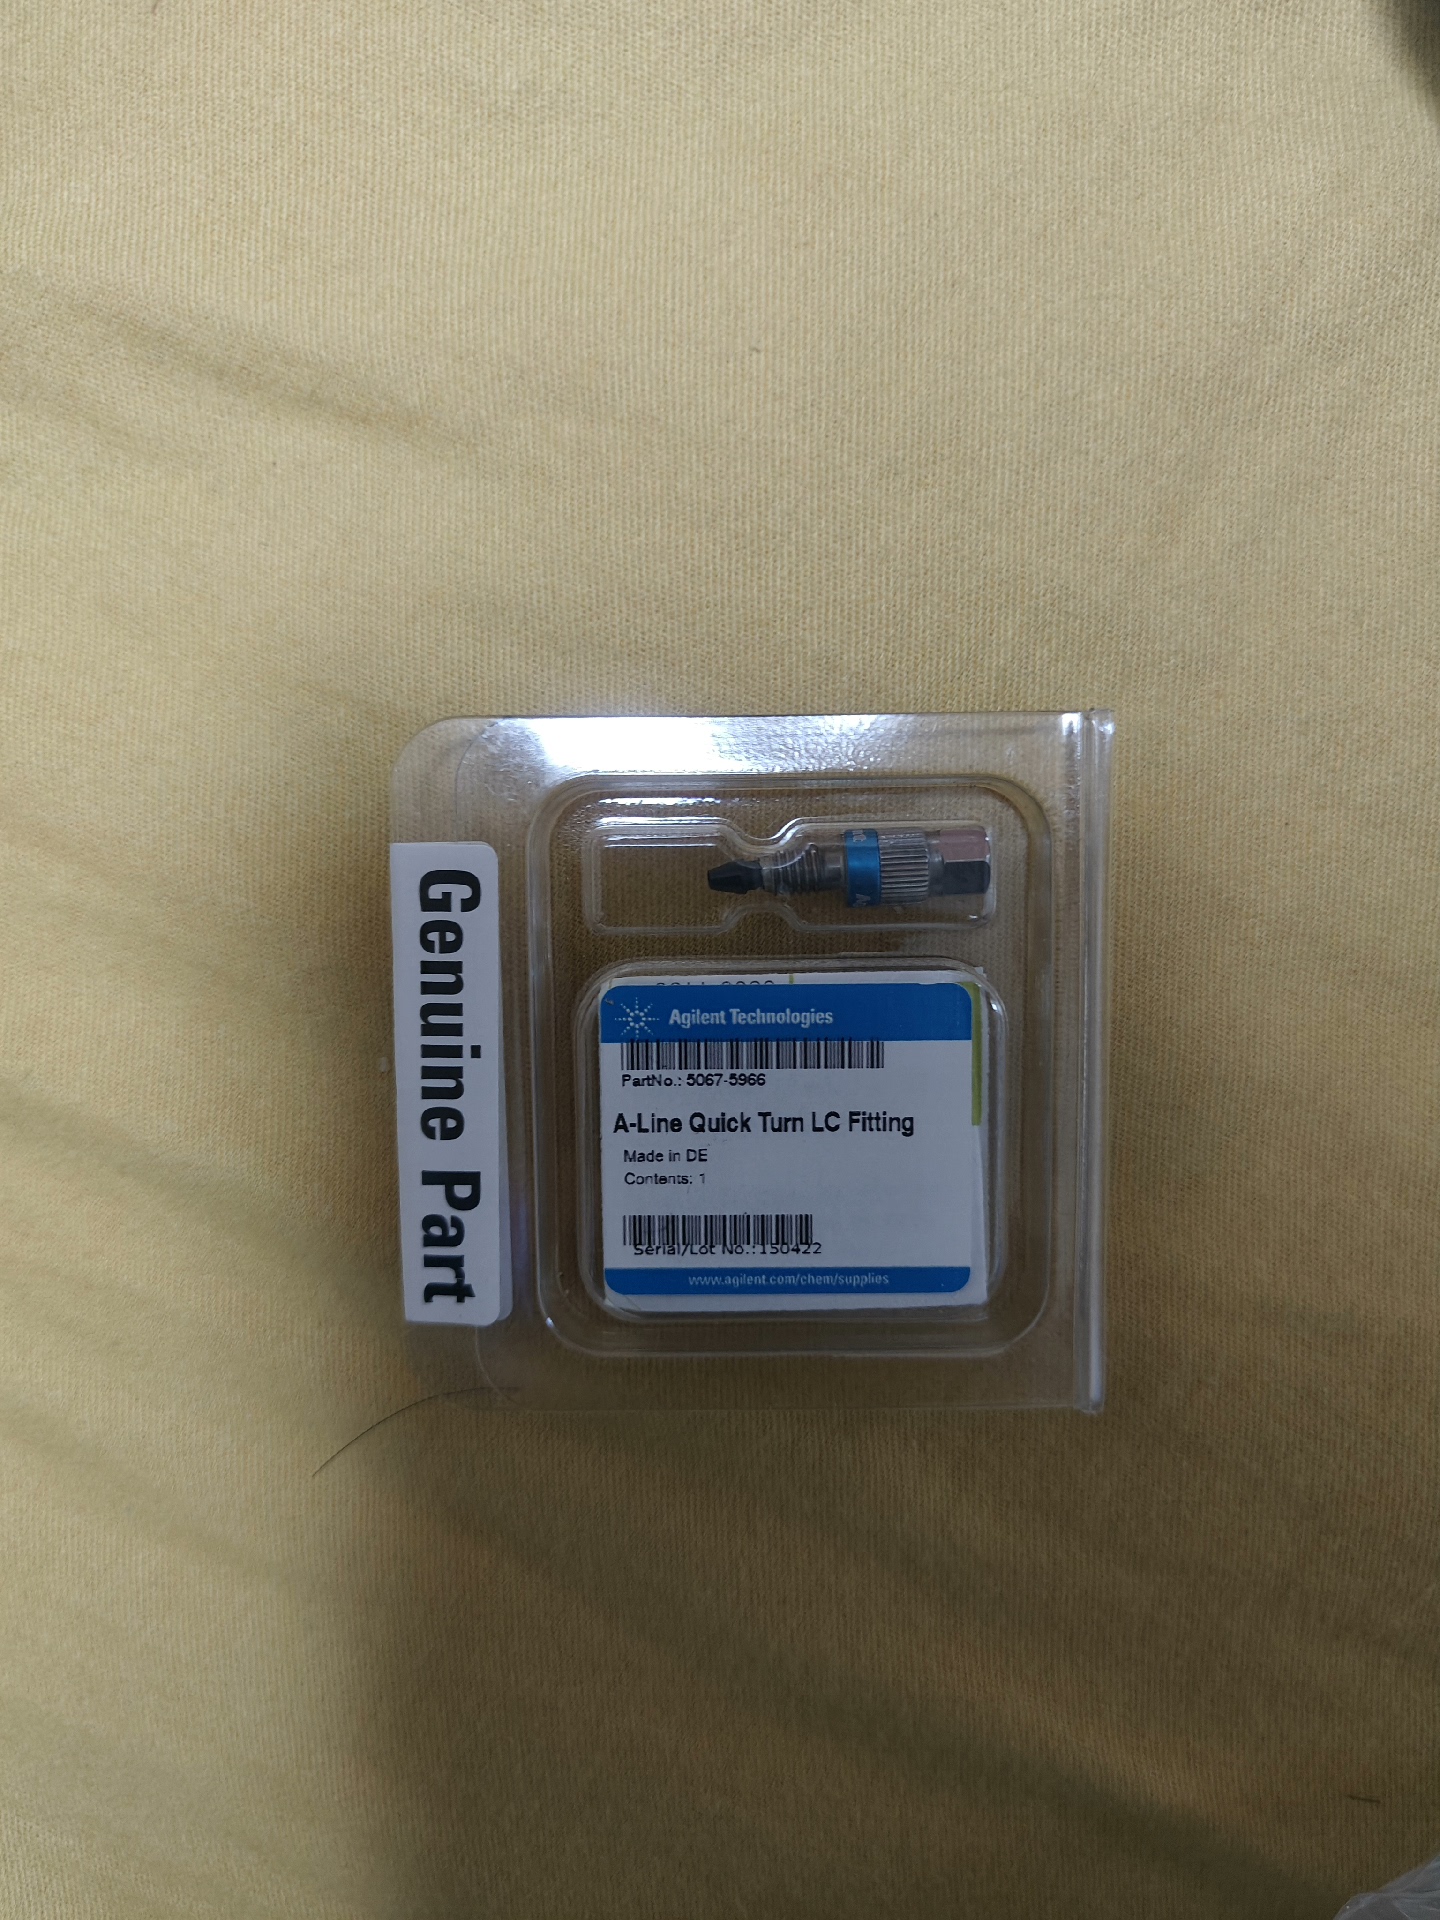 Genuine Part
Agilent Technologies
PartNo.: 5067-5966
A-Line Quick Turn LC Fitting
Made in DE
Contents: 1
Serial/Lot No.:150422
www.agilent.com/chem/supplies